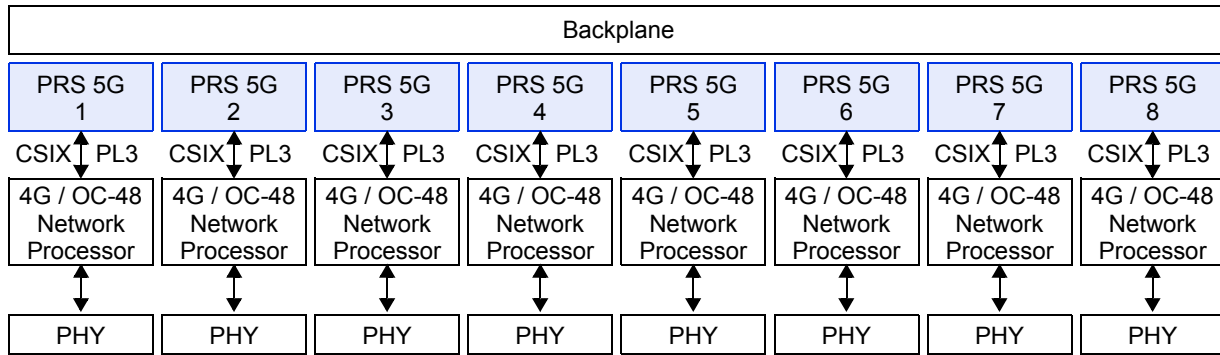 Backplane
PRS 5G PRS 5G PRS 5G PRS 5G PRS 5G PRS 5G PRS 5G PRS 5G
1 2 3 4 5 6 7 8
CSIX PL3 CSIX PL3 CSIX PL3 CSIX PL3 CSIX PL3 CSIX PL3 CSIX PL3 CSIX PL3
4G / OC-48 4G / OC-48 4G / OC-48 4G / OC-48 4G / OC-48 4G / OC-48 4G / OC-48 4G / OC-48
Network Network Network Network Network Network Network Network
Processor Processor Processor Processor Processor Processor Processor Processor
PHY PHY PHY PHY PHY PHY PHY PHY